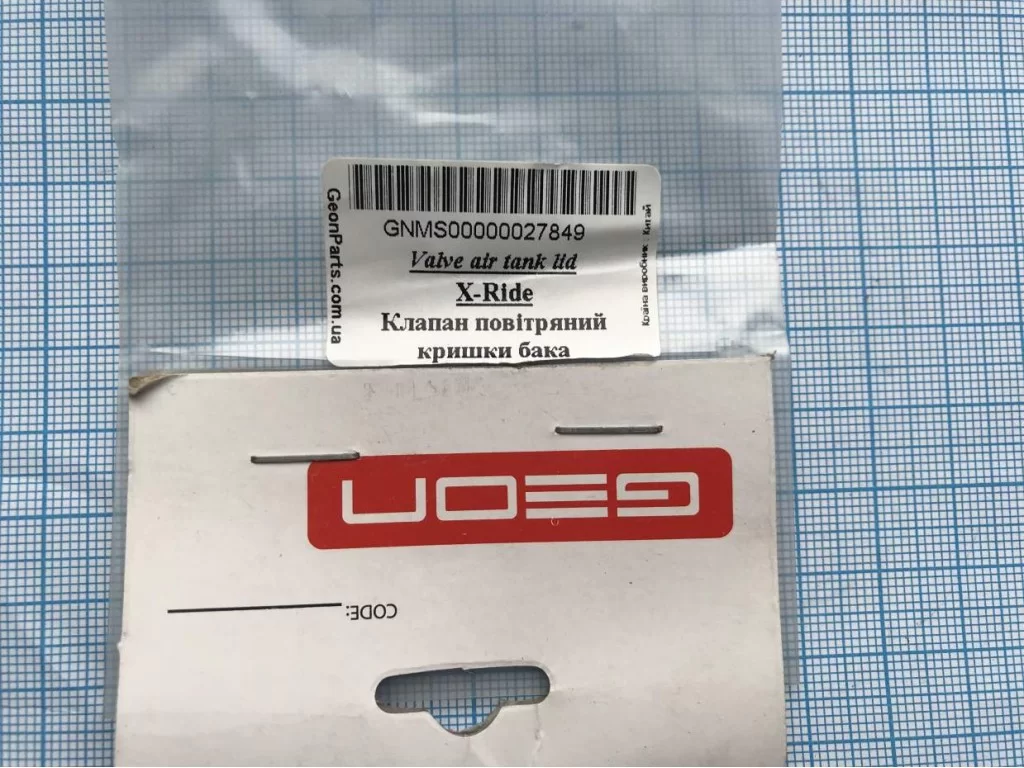 GNMS00000027849
Valve air tank lid
X-Ride
Клапан повітряний
кришки бака
GeonParts.com.ua
Країна виробник : Китай
GEON
CODE: